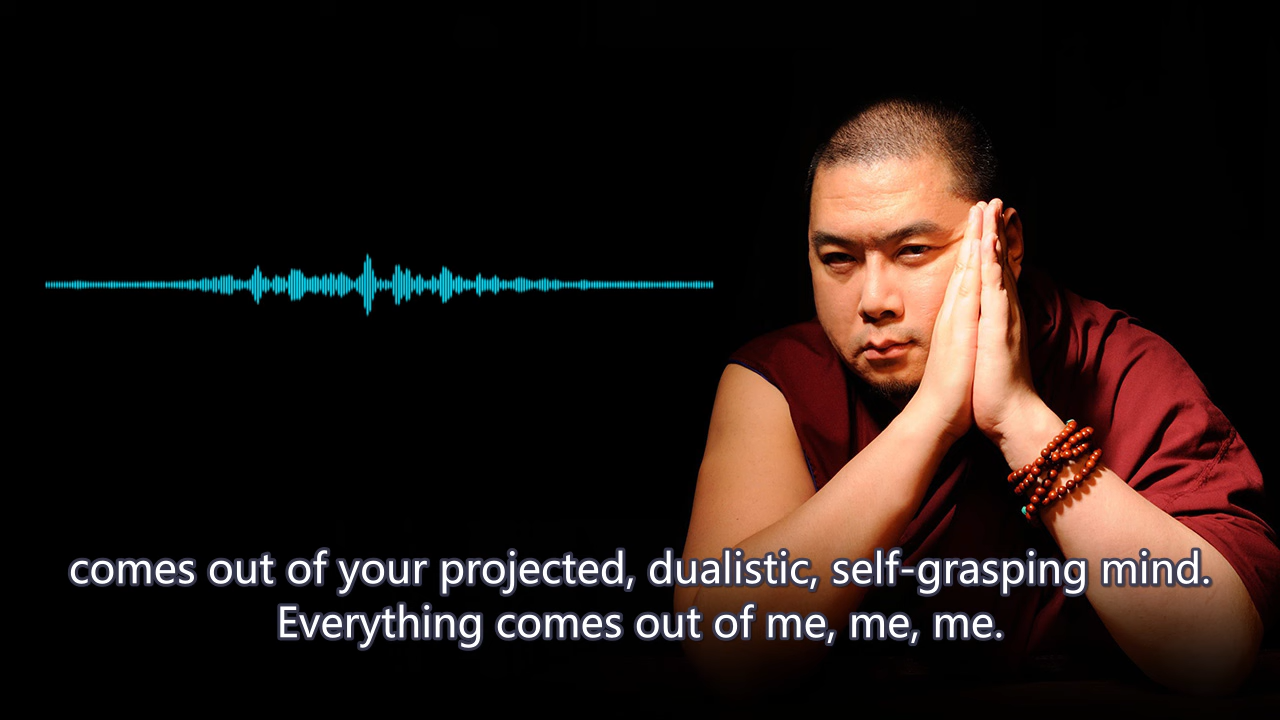 comes out of your projected, dualistic, self-grasping mind.
Everything comes out of me, me, me.